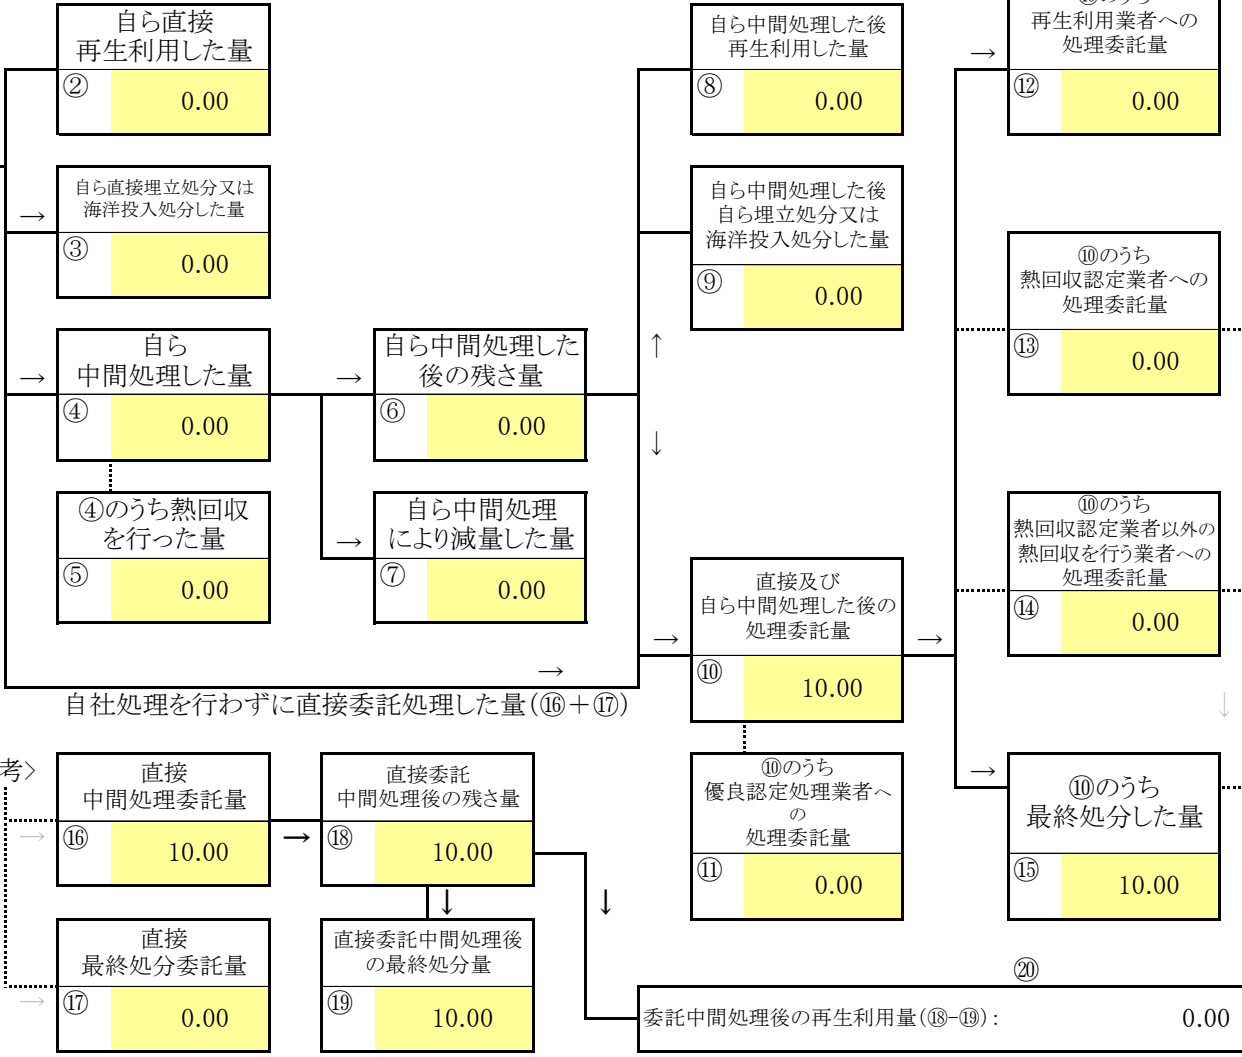 自ら直接
再生利用した量
②
0.00
→
自ら直接埋立処分又は
海洋投入処分した量
③
0.00
→
自ら
中間処理した量
④
0.00
④のうち熱回収
を行った量
⑤
0.00
→
自ら中間処理した
後の残さ量
⑥
0.00
→
自ら中間処理
により減量した量
⑦
0.00
→
自社処理を行わずに直接委託処理した量(⑯+⑰)
↑
↓
自ら中間処理した後
再生利用した量
⑧
0.00
自ら中間処理した後
自ら埋立処分又は
海洋投入処分した量
⑨
0.00
→
直接及び
自ら中間処理した後の
処理委託量
⑩
10.00
→
⑩のうち
優良認定処理業者へ
の
処理委託量
⑪
0.00
→
再生利用業者への
処理委託量
⑫
0.00
⑩のうち
熱回収認定業者への
処理委託量
⑬
0.00
⑩のうち
熱回収認定業者以外の
熱回収を行う業者への
処理委託量
⑭
0.00
↓
→
⑩のうち
最終処分した量
⑮
10.00
考>
→
直接
中間処理委託量
⑯
10.00
→
直接委託
中間処理後の残さ量
⑱
10.00
↓
↓
→
直接
最終処分委託量
⑰
0.00
直接委託中間処理後
の最終処分量
⑲
10.00
⑳
委託中間処理後の再生利用量(⑱-⑲): 0.00